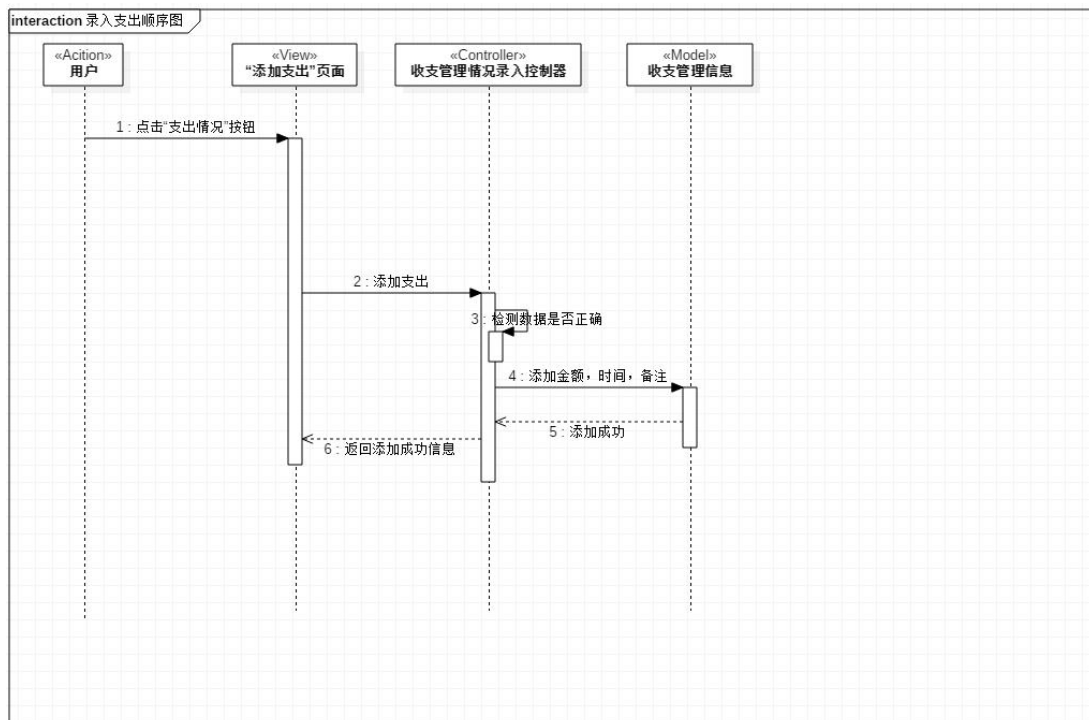 interaction 录入支出顺序图
«Acition»
用户
«View»
“添加支出”页面
«Controller»
收支管理情况录入控制器
«Model»
收支管理信息
1 : 点击“支出情况”按钮
2 : 添加支出
3 : 检测数据是否正确
4 : 添加金额，时间，备注
5 : 添加成功
6 : 返回添加成功信息